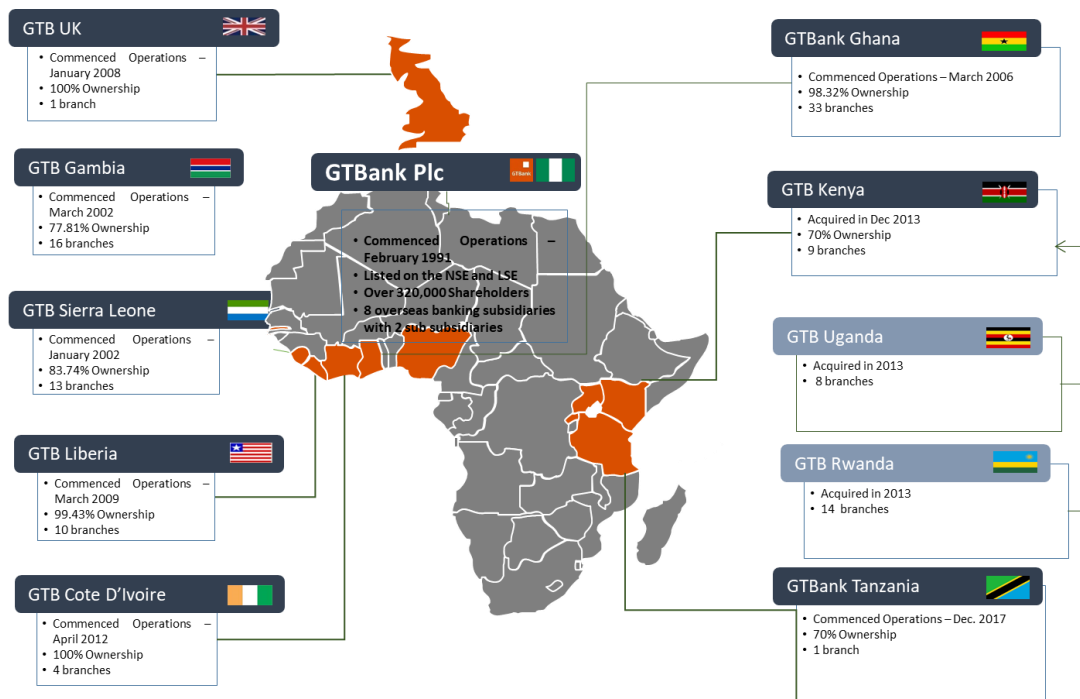 GTB UK
• Commenced Operations –
January 2008
• 100% Ownership
• 1 branch
GTB Gambia
• Commenced Operations –
March 2002
• 77.81% Ownership
• 16 branches
GTB Sierra Leone
• Commenced Operations –
January 2002
• 83.74% Ownership
• 13 branches
GTB Liberia
• Commenced Operations –
March 2009
• 99.43% Ownership
• 10 branches
GTB Cote D’Ivoire
• Commenced Operations –
April 2012
• 100% Ownership
• 4 branches
GTBank Plc
GTBank
• Commenced Operations –
February 1991
• Listed on the NSE and LSE
• Over 320,000 Shareholders
• 8 overseas banking subsidiaries
with 2 sub subsidiaries
GTBank Ghana
• Commenced Operations – March 2006
• 98.32% Ownership
• 33 branches
GTB Kenya
• Acquired in Dec 2013
• 70% Ownership
• 9 branches
GTB Uganda
• Acquired in 2013
• 8 branches
GTB Rwanda
• Acquired in 2013
• 14 branches
GTBank Tanzania
• Commenced Operations – Dec. 2017
• 70% Ownership
• 1 branch